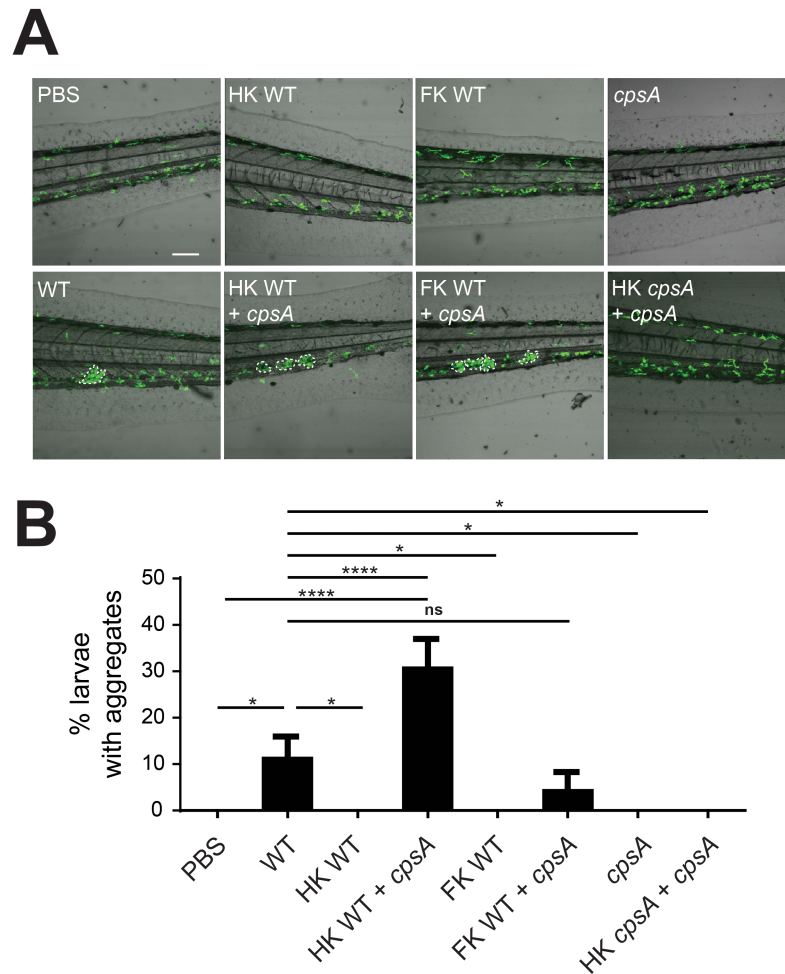 A
PBS
HK WT
FK WT
cpsA
WT
HK WT
+ cpsA
FK WT
+ cpsA
HK cpsA
+ cpsA
B
*
*
*
****
****
ns
*
*
% larvae
with aggregates
50
40
30
20
10
0
PBS
WT
HK WT
HK WT + cpsA
FK WT
FK WT + cpsA
cpsA
HK cpsA + cpsA